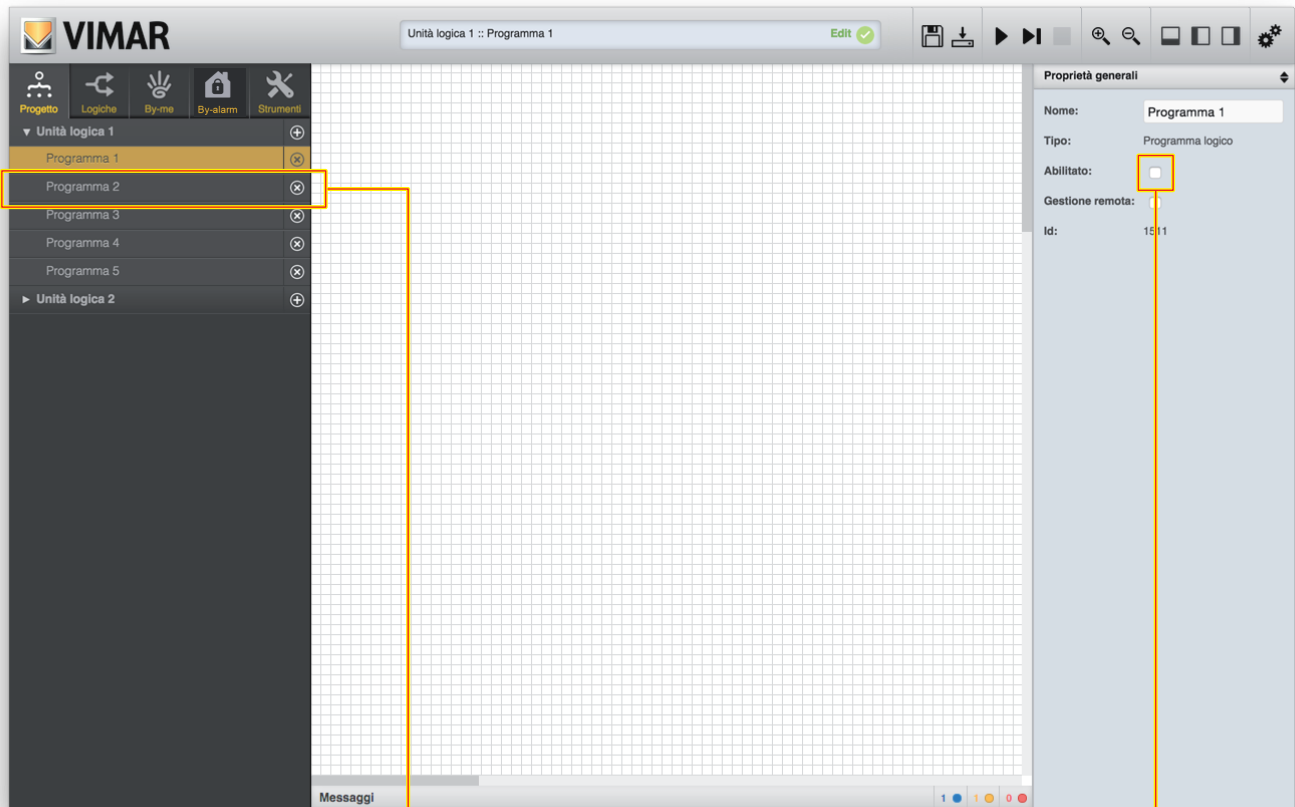 VIMAR
Unità logica 1 :: Programma 1
Edit
Progetto
Logiche
By-me
By-alarm
Strumenti
Unità logica 1
Programma 1
Programma 2
Programma 3
Programma 4
Programma 5
Unità logica 2
Proprietà generali
Nome: Programma 1
Tipo: Programma logico
Abilitato:
Gestione remota:
Id: 1511
Messaggi
1 1 0